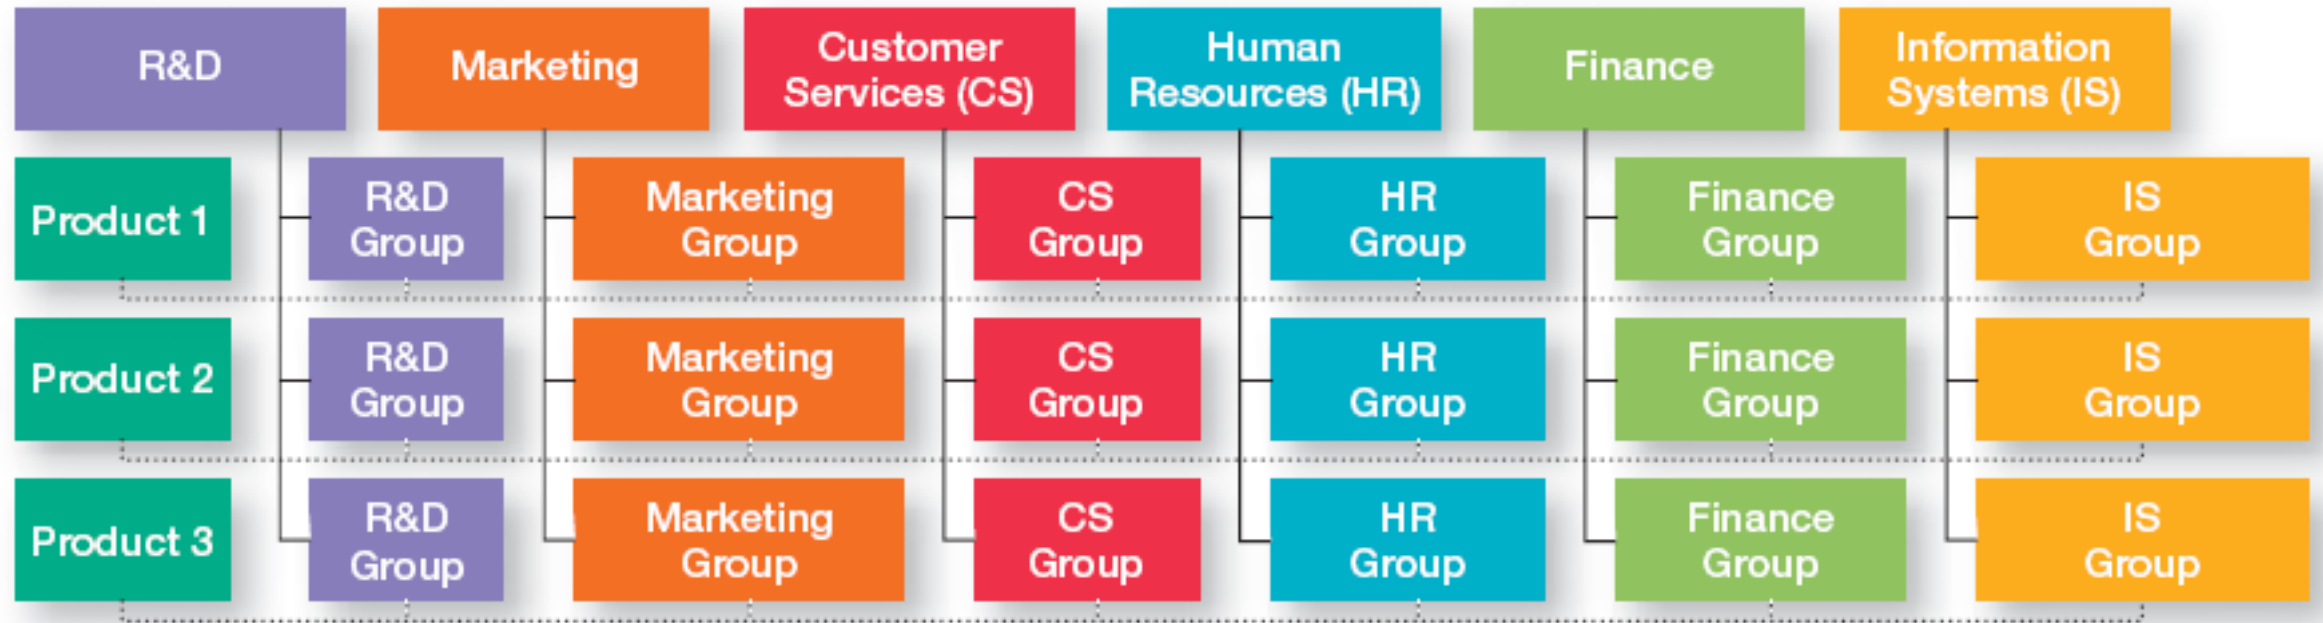 R&D
Marketing
Customer
Services (CS)
Human
Resources (HR)
Finance
Information
Systems (IS)
Product 1
R&D
Group
Marketing
Group
CS
Group
HR
Group
Finance
Group
IS
Group
Product 2
R&D
Group
Marketing
Group
CS
Group
HR
Group
Finance
Group
IS
Group
Product 3
R&D
Group
Marketing
Group
CS
Group
HR
Group
Finance
Group
IS
Group